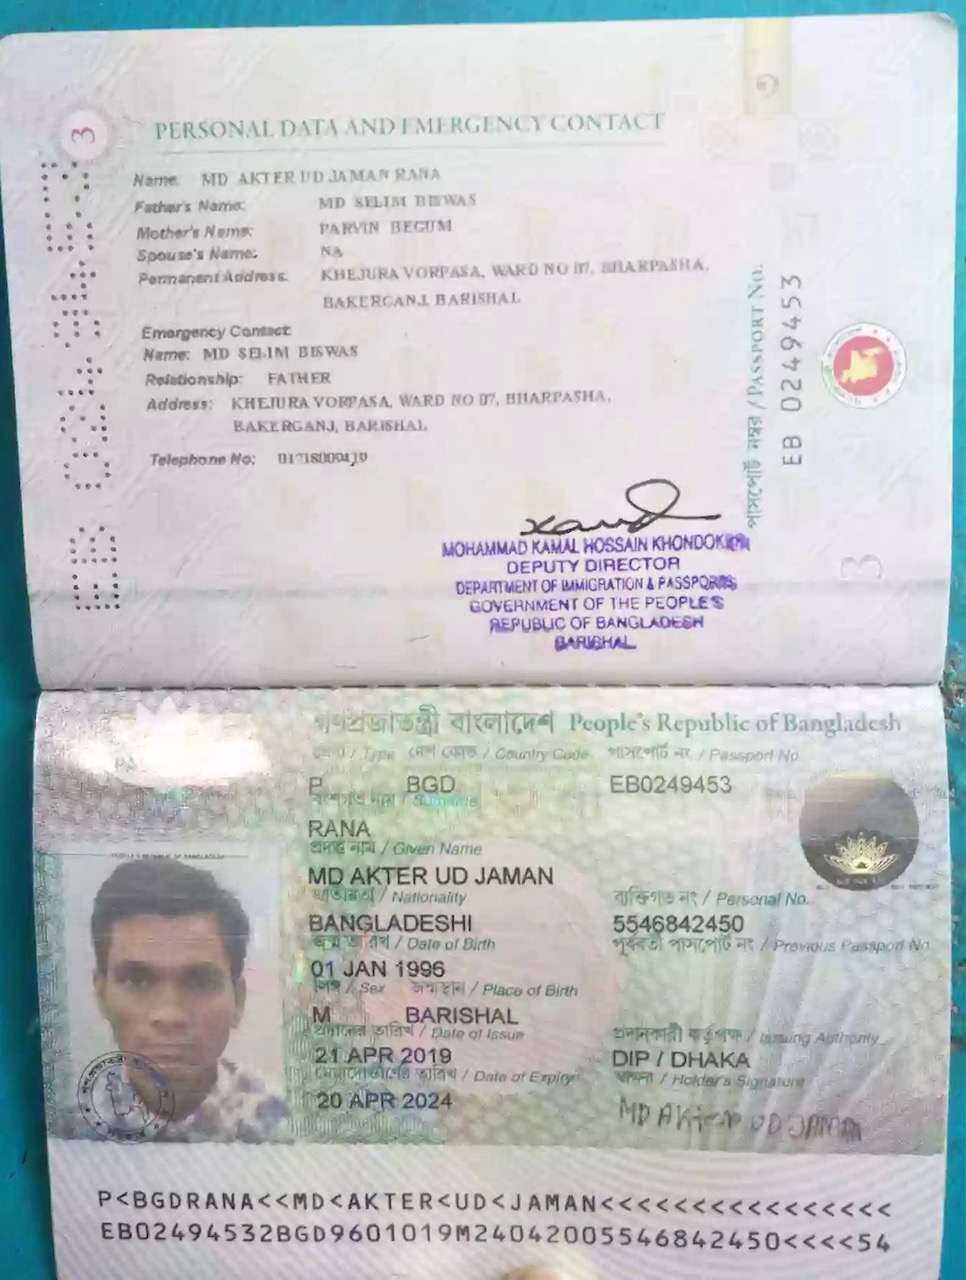 3
PERSONAL DATA AND EMERGENCY CONTACT
Name: MD AKTER UD JAMAN RANA
Father's Name: MD SELIM BISWAS
Mother's Name: PARVIN BEGUM
Spouse's Name: NA
Permanent Address: KHEJURA VORPASA, WARD NO 07, BHARPASHA,
BAKERGANJ, BARISHAL
Emergency Contact:
Name: MD SELIM BISWAS
Relationship: FATHER
Address: KHEJURA VORPASA, WARD NO 07, BHARPASHA,
BAKERGANJ, BARISHAL
Telephone No:
পাসপোর্ট নম্বর / PASSPORT No.
EB 0249453
MOHAMMAD KAMAL HOSSAIN KHONDOKER
DEPUTY DIRECTOR
DEPARTMENT OF IMMIGRATION & PASSPORTS
GOVERNMENT OF THE PEOPLE'S
REPUBLIC OF BANGLADESH
BARISHAL
3
গণপ্রজাতন্ত্রী বাংলাদেশ People's Republic of Bangladesh
শ্রেণী / Type দেশ কোড / Country Code পাসপোর্ট নং / Passport No
P BGD EB0249453
বংশগত নাম / Surname
RANA
প্রদত্ত নাম / Given Name
MD AKTER UD JAMAN
জাতীয়তা / Nationality ব্যক্তিগত নং / Personal No.
BANGLADESHI 5546842450
জন্ম তারিখ / Date of Birth পূর্ববর্তী পাসপোর্ট নং / Previous Passport No.
01 JAN 1996
লিঙ্গ / Sex জন্মস্থান / Place of Birth
M BARISHAL
প্রদানের তারিখ / Date of Issue প্রদানকারী কর্তৃপক্ষ / Issuing Authority
21 APR 2019 DIP / DHAKA
মেয়াদোত্তীর্ণের তারিখ / Date of Expiry স্বাক্ষর / Holder's Signature
20 APR 2024 MD AKTER UD JAMAN
P<BGDRANA<<MD<AKTER<UD<JAMAN<<<<<<<<<<<<<<<<
EB02494532BGD9601019M24042005546842450<<<<54